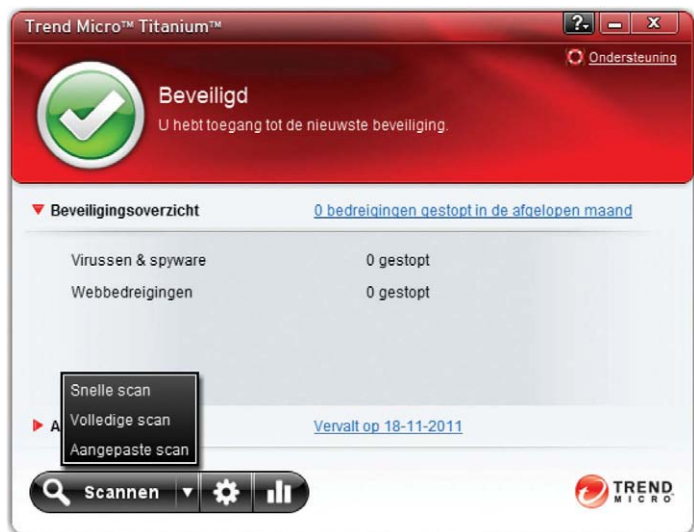 Trend Micro™ Titanium™
?
X
Ondersteuning
Beveiligd
U hebt toegang tot de nieuwste beveiliging.
Beveiligingsoverzicht
0 bedreigingen gestopt in de afgelopen maand
Virussen & spyware
0 gestopt
Webbedreigingen
0 gestopt
Snelle scan
Volledige scan
Aangepaste scan
A
Vervalt op 18-11-2011
Scannen
TREND
MICRO